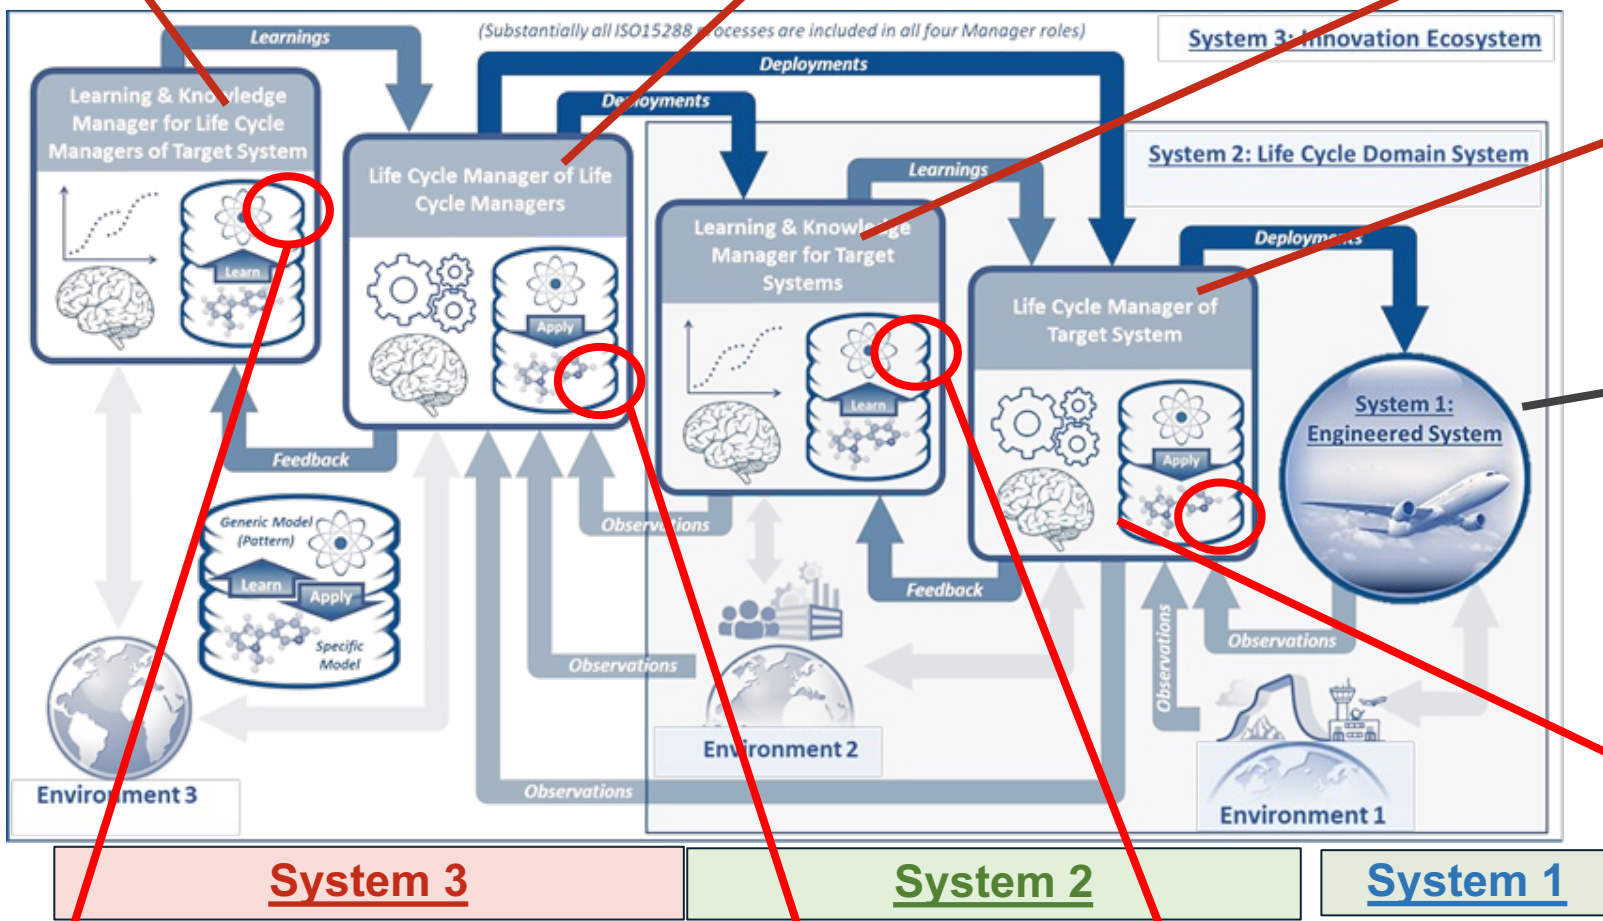 (Substantially all ISO15288 processes are included in all four Manager roles)
System 3: Innovation Ecosystem
Learnings
Deployments
Deployments
Learning & Knowledge
Manager for Life Cycle
Managers of Target System
Learn
Life Cycle Manager of Life
Cycle Managers
Apply
System 2: Life Cycle Domain System
Learnings
Learning & Knowledge
Manager for Target
Systems
Learn
Deployments
Life Cycle Manager of
Target System
Apply
System 1:
Engineered System
Feedback
Observations
Feedback
Observations
Observations
Observations
Observations
Generic Model
(Pattern)
Learn
Apply
Specific
Model
Environment 3
Environment 2
Environment 1
System 3
System 2
System 1